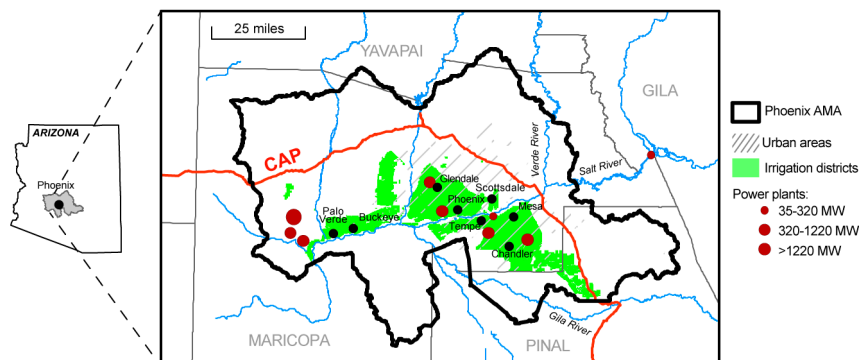 25 miles
YAVAPAI
GILA
ARIZONA
Phoenix
CAP
Verde River
Salt River
Glendale
Scottsdale
Phoenix
Mesa
Palo
Verde
Buckeye
Tempe
Chandler
Gila River
MARICOPA
PINAL
Phoenix AMA
Urban areas
Irrigation districts
Power plants:
35-320 MW
320-1220 MW
>1220 MW